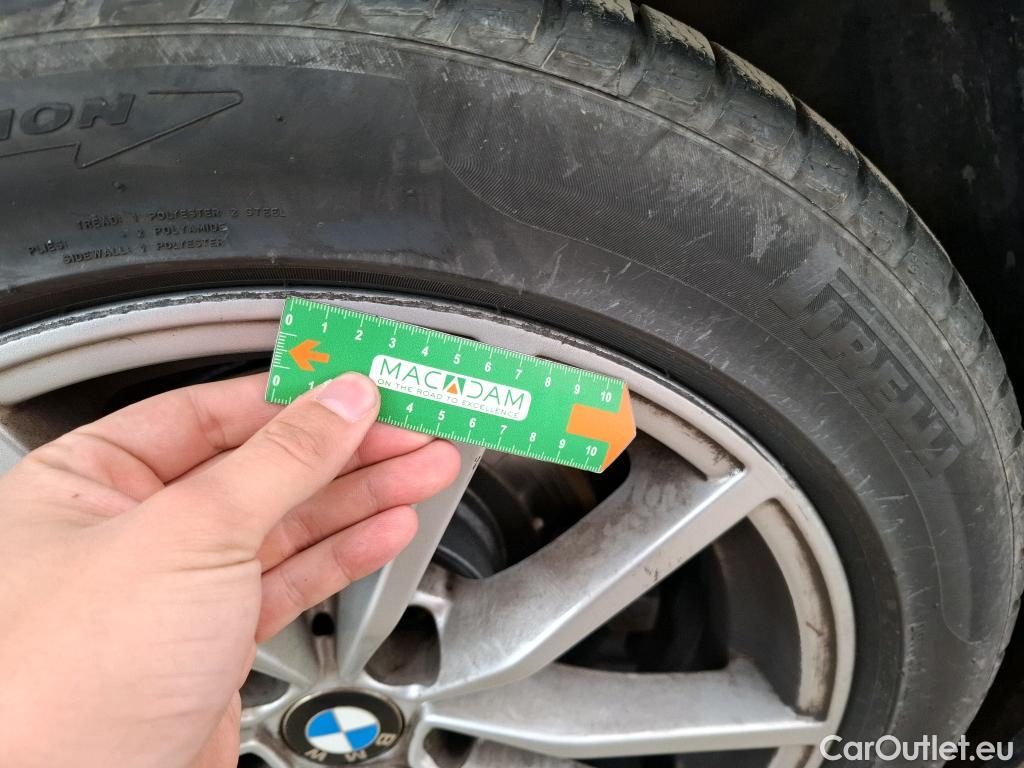 ION
TREAD: 1 POLYESTER 2 STEEL
PLIES: + 2 POLYAMIDE
SIDEWALL: 1 POLYESTER
PIRELLI
0 1 2 3 4 5 6 7 8 9 10
MACADAM
ON THE ROAD TO EXCELLENCE
0 1 4 5 6 7 8 9 10
BMW
CarOutlet.eu